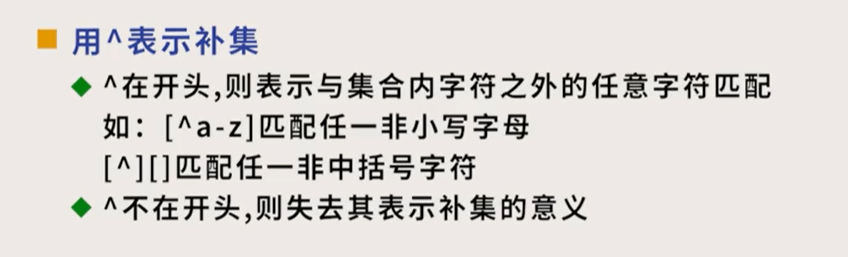 用^表示补集
^在开头,则表示与集合内字符之外的任意字符匹配
如：[^a-z]匹配任一非小写字母
[^][]匹配任一非中括号字符
^不在开头,则失去其表示补集的意义